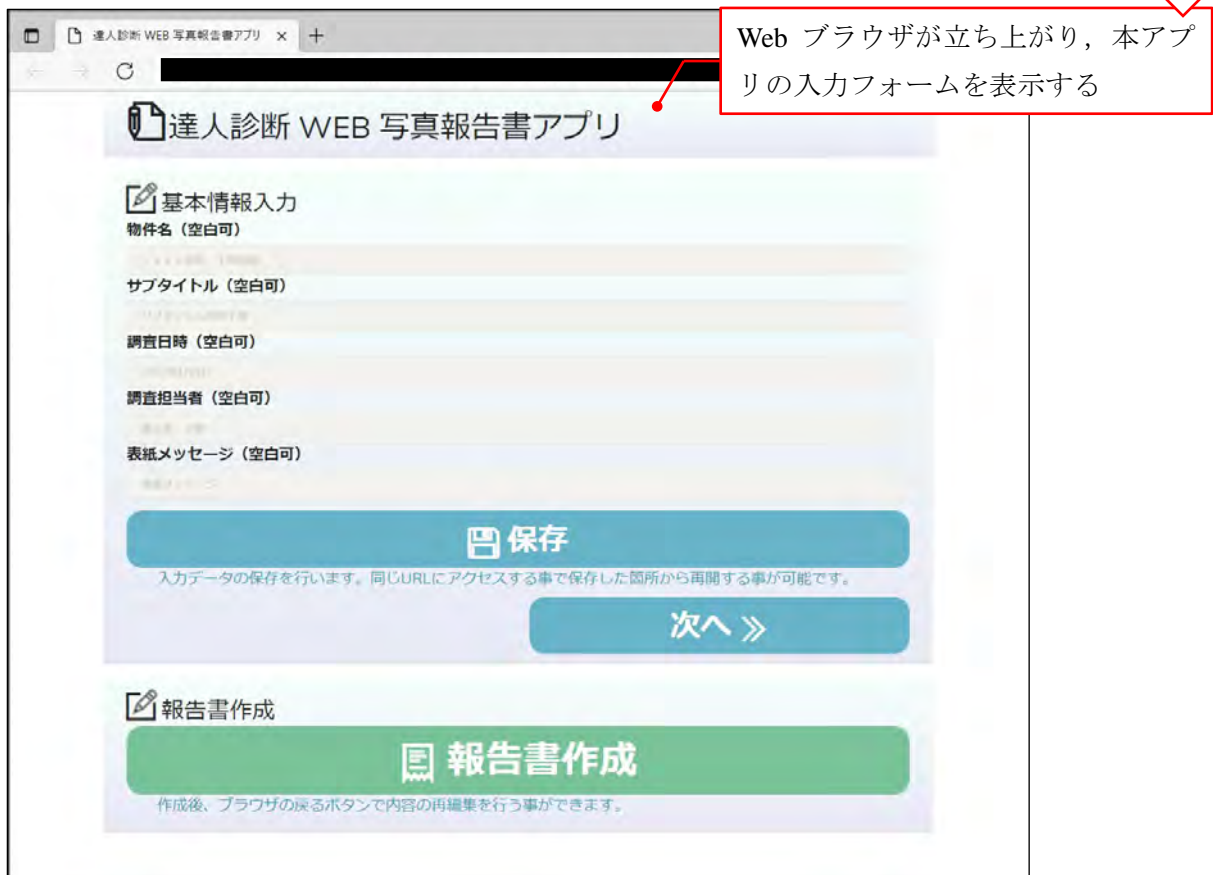 達人診断 WEB 写真報告書アプリ
Web ブラウザが立ち上がり，本アプ
リの入力フォームを表示する
達人診断 WEB 写真報告書アプリ
基本情報入力
物件名（空白可）
サブタイトル（空白可）
調査日時（空白可）
調査担当者（空白可）
表紙メッセージ（空白可）
保存
入力データの保存を行います。同じURLにアクセスする事で保存した箇所から再開する事が可能です。
次へ
報告書作成
報告書作成
作成後、ブラウザの戻るボタンで内容の再編集を行う事ができます。